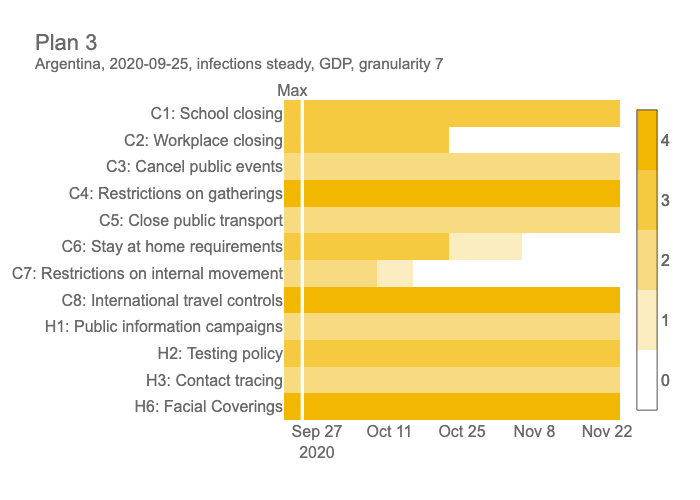 Plan 3
Argentina, 2020-09-25, infections steady, GDP, granularity 7
Max
C1: School closing
C2: Workplace closing
C3: Cancel public events
C4: Restrictions on gatherings
C5: Close public transport
C6: Stay at home requirements
C7: Restrictions on internal movement
C8: International travel controls
H1: Public information campaigns
H2: Testing policy
H3: Contact tracing
H6: Facial Coverings
Sep 27 Oct 11 Oct 25 Nov 8 Nov 22
2020
4
3
2
1
0